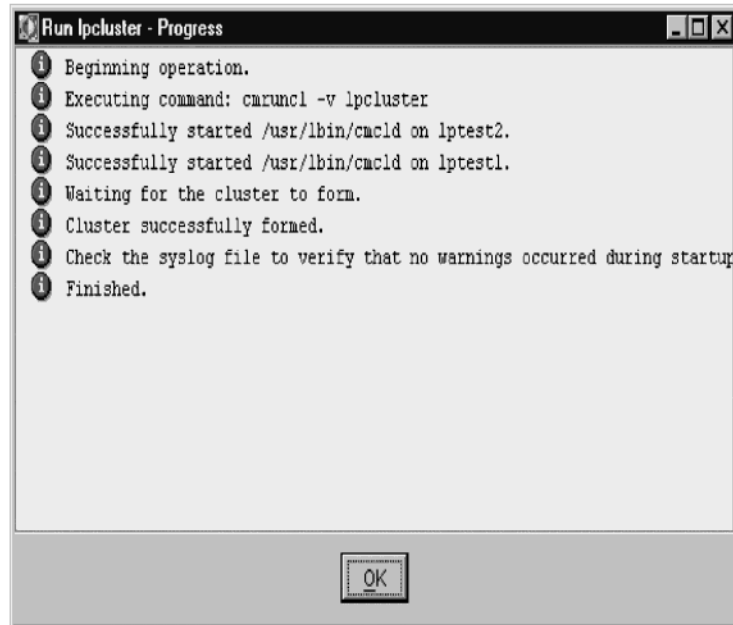 Run lpcluster - Progress
Beginning operation.
Executing command: cmruncl -v lpcluster
Successfully started /usr/lbin/cmcld on lptest2.
Successfully started /usr/lbin/cmcld on lptest1.
Waiting for the cluster to form.
Cluster successfully formed.
Check the syslog file to verify that no warnings occurred during startup
Finished.
OK